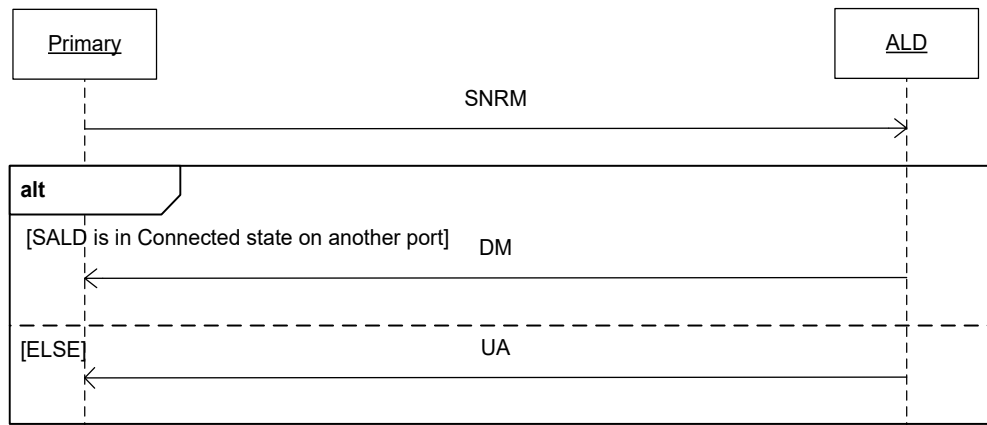 Primary
ALD
SNRM
alt
[SALD is in Connected state on another port]
DM
[ELSE]
UA